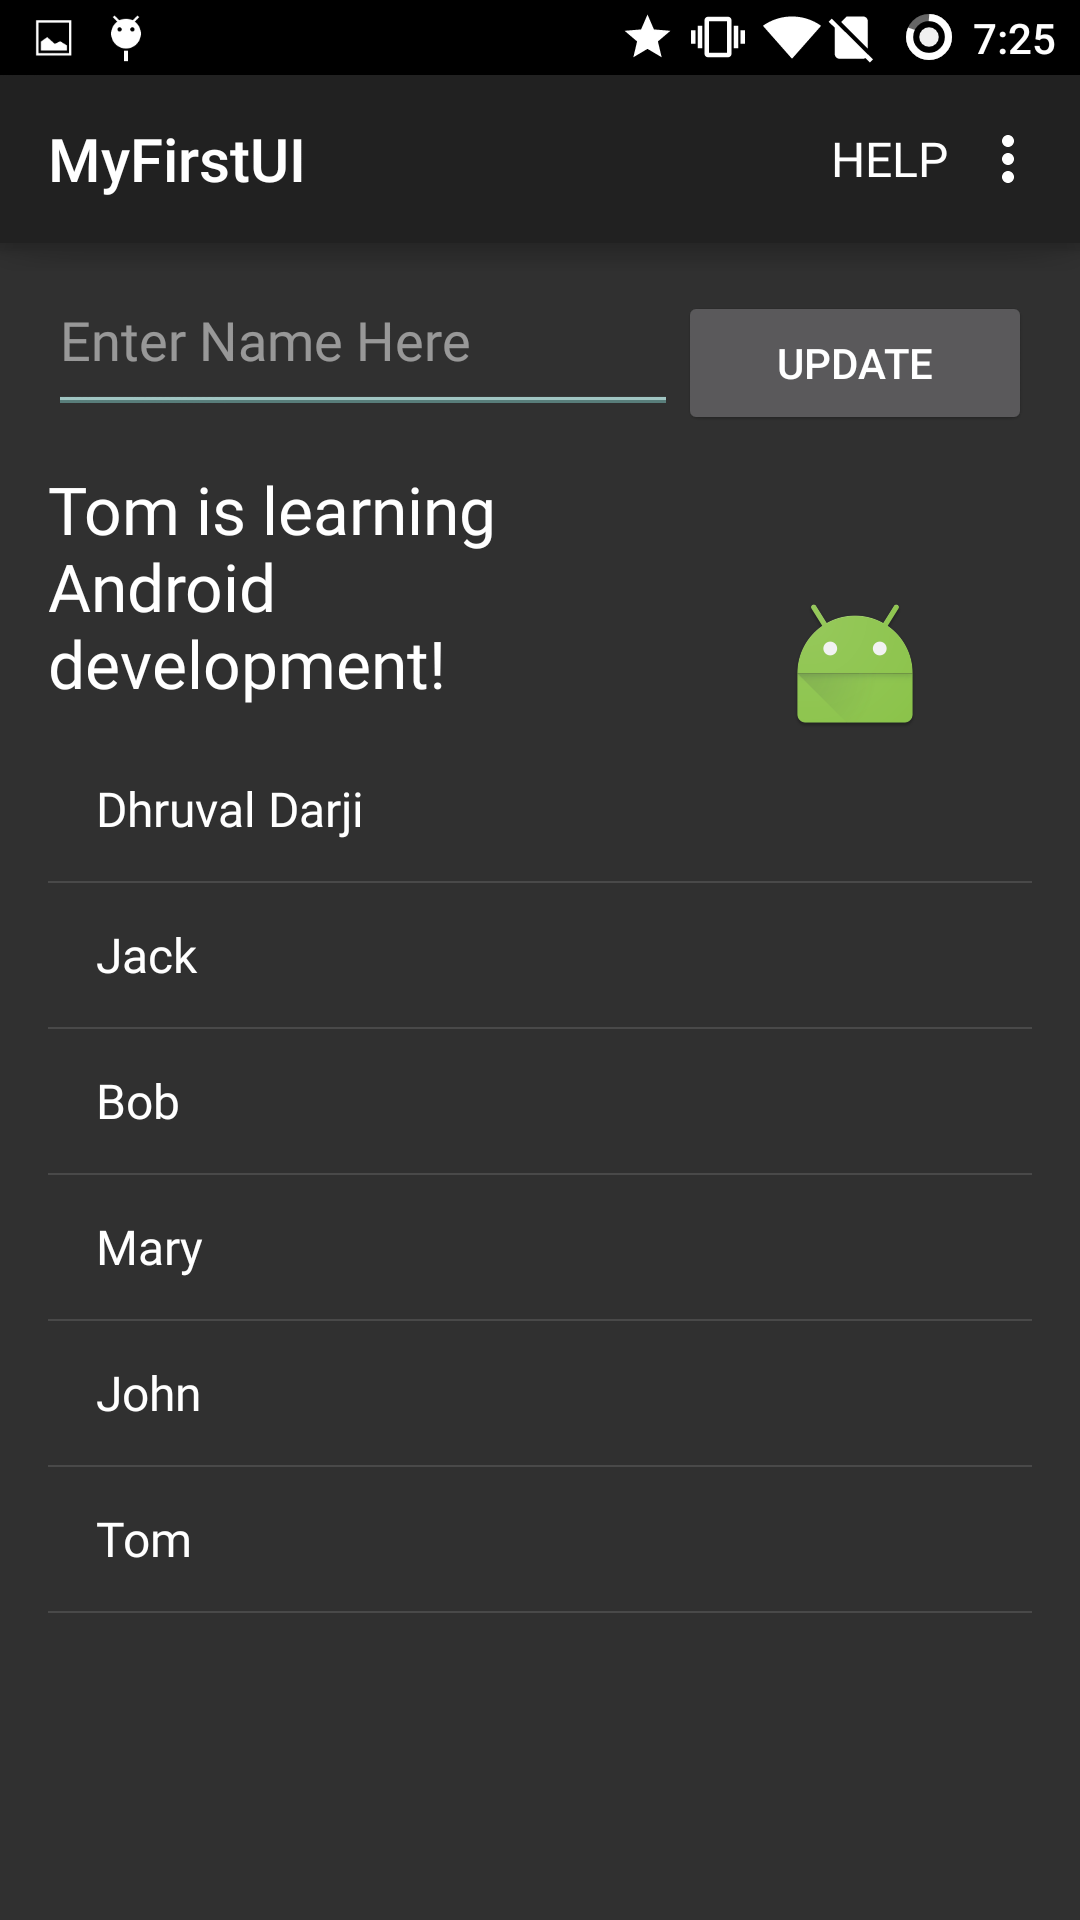 7:25
MyFirstUI HELP
Enter Name Here
UPDATE
Tom is learning
Android
development!
Dhruval Darji
Jack
Bob
Mary
John
Tom